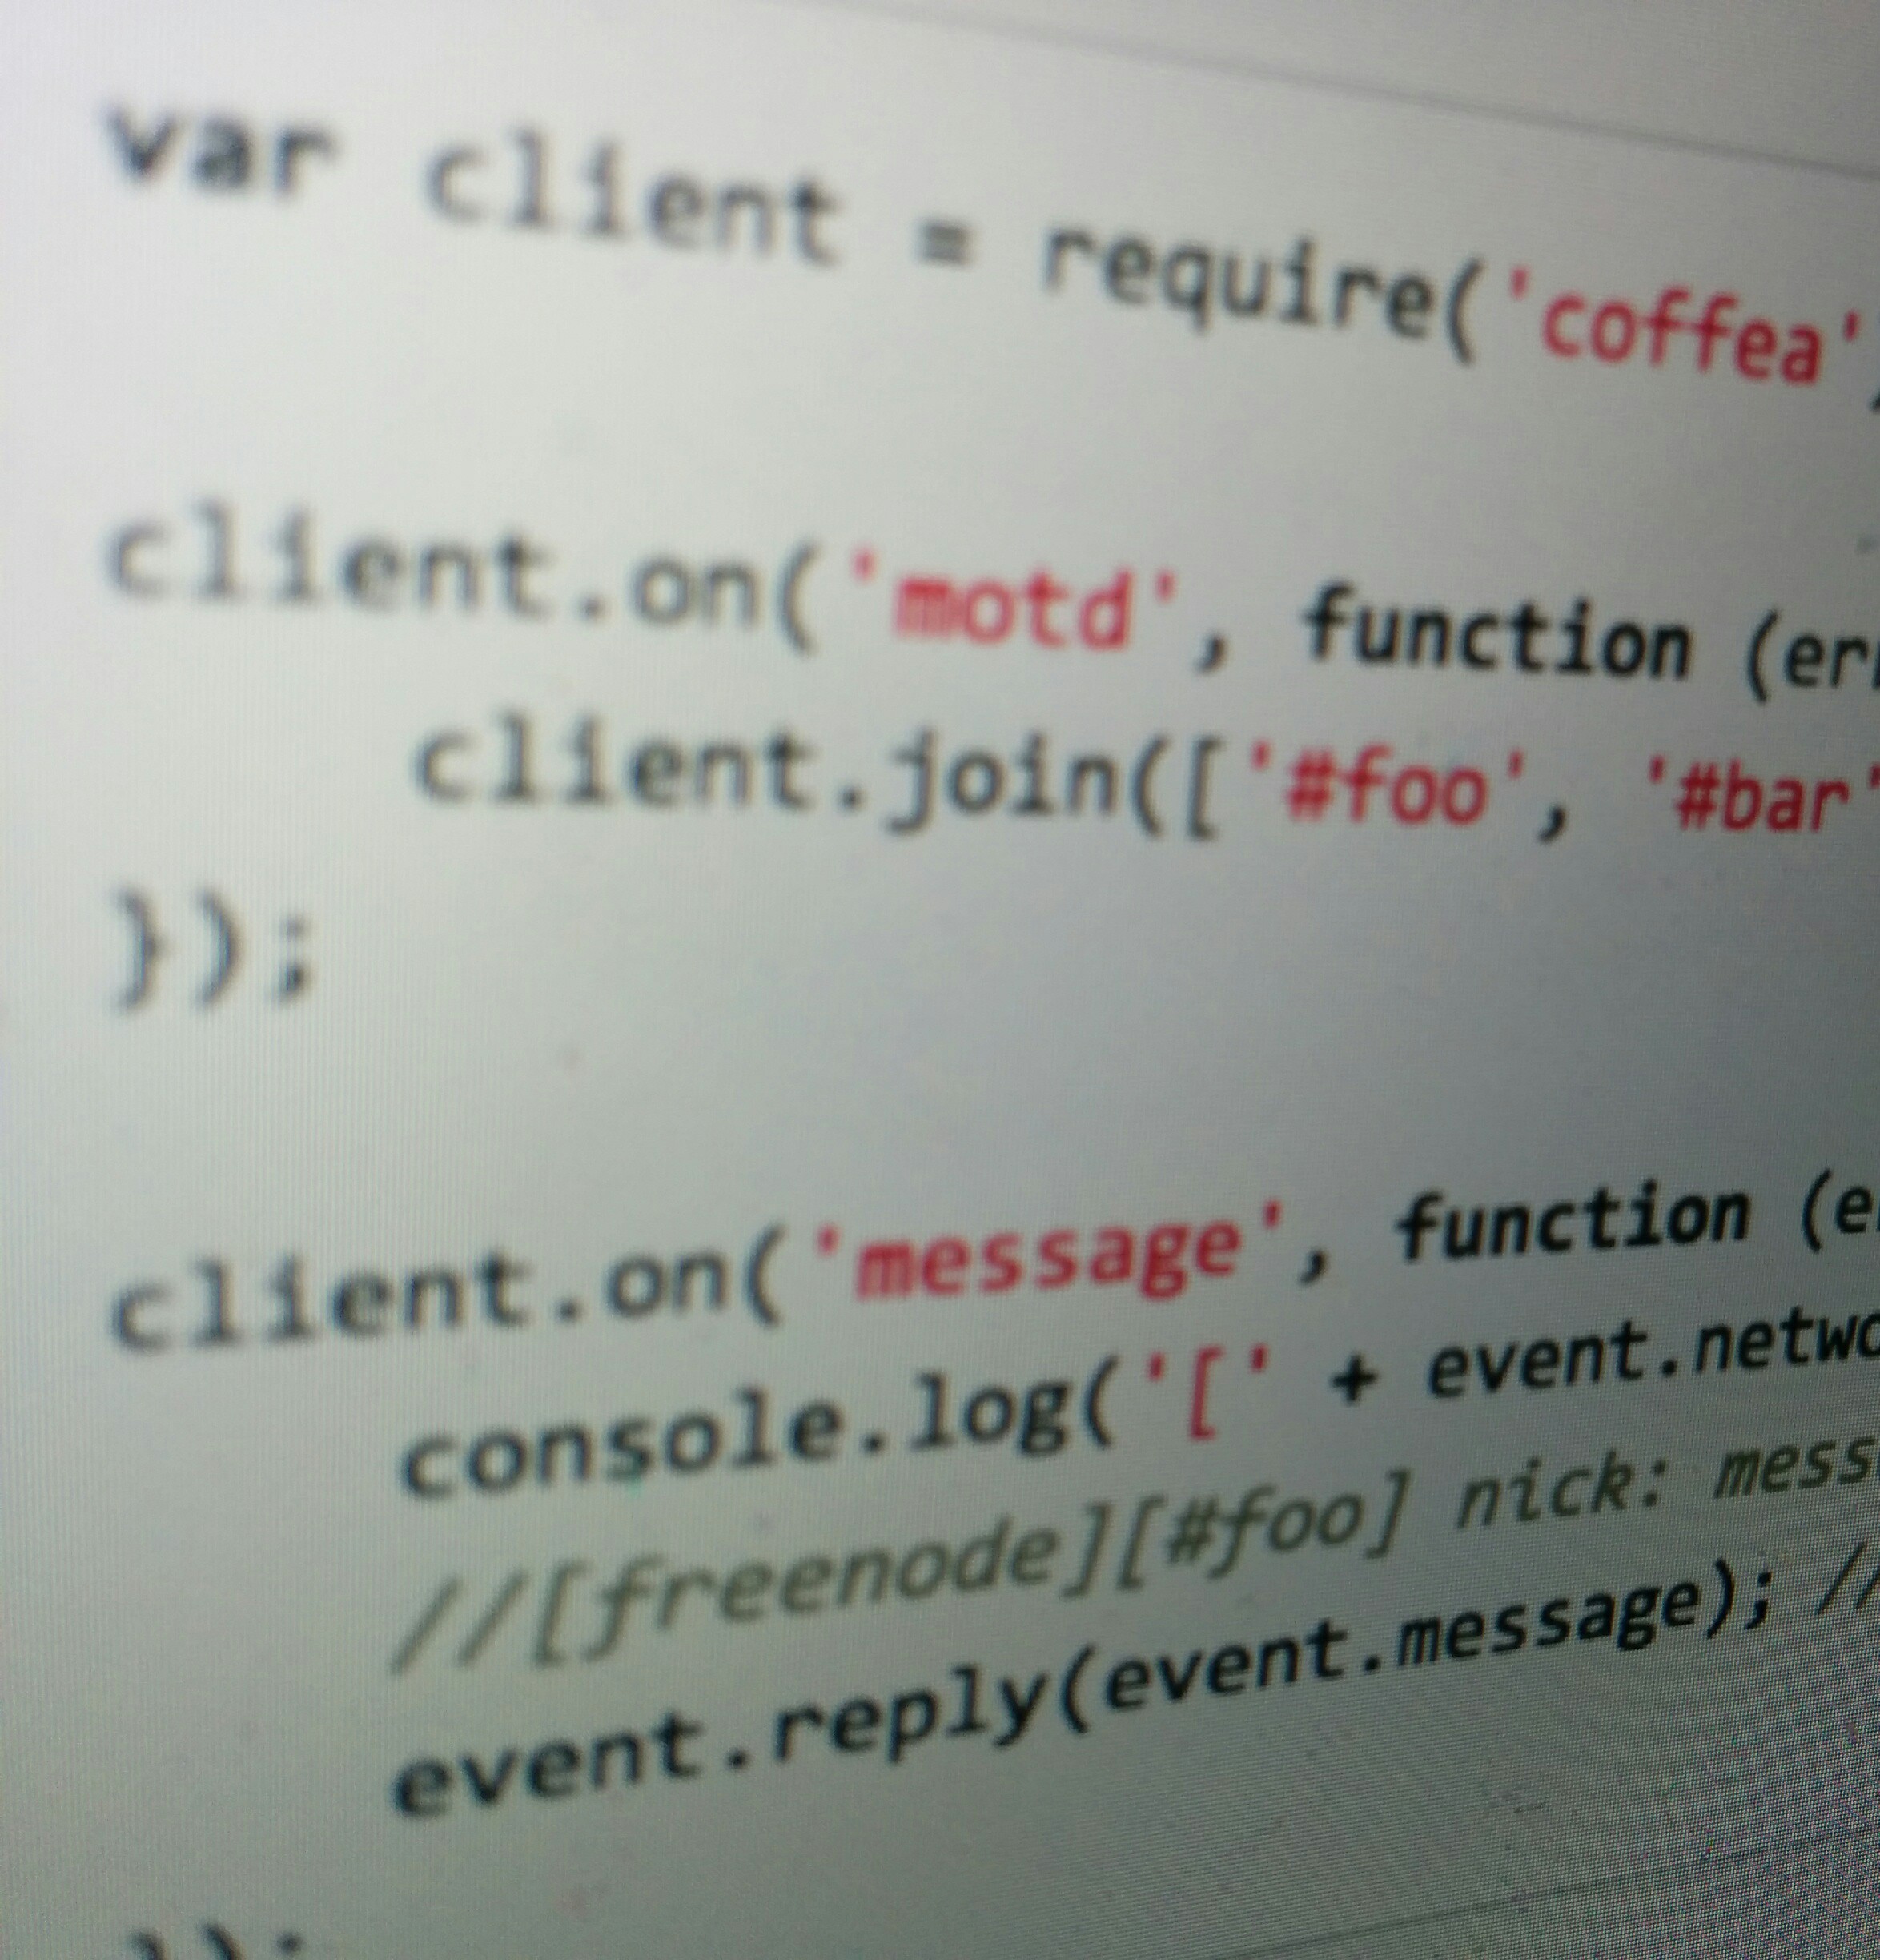 var client = require('coffea')
client.on('motd', function (err
client.join(['#foo', '#bar'
});
client.on('message', function (e
console.log('[' + event.netwo
//[freenode][#foo] nick: mess
event.reply(event.message); //
});